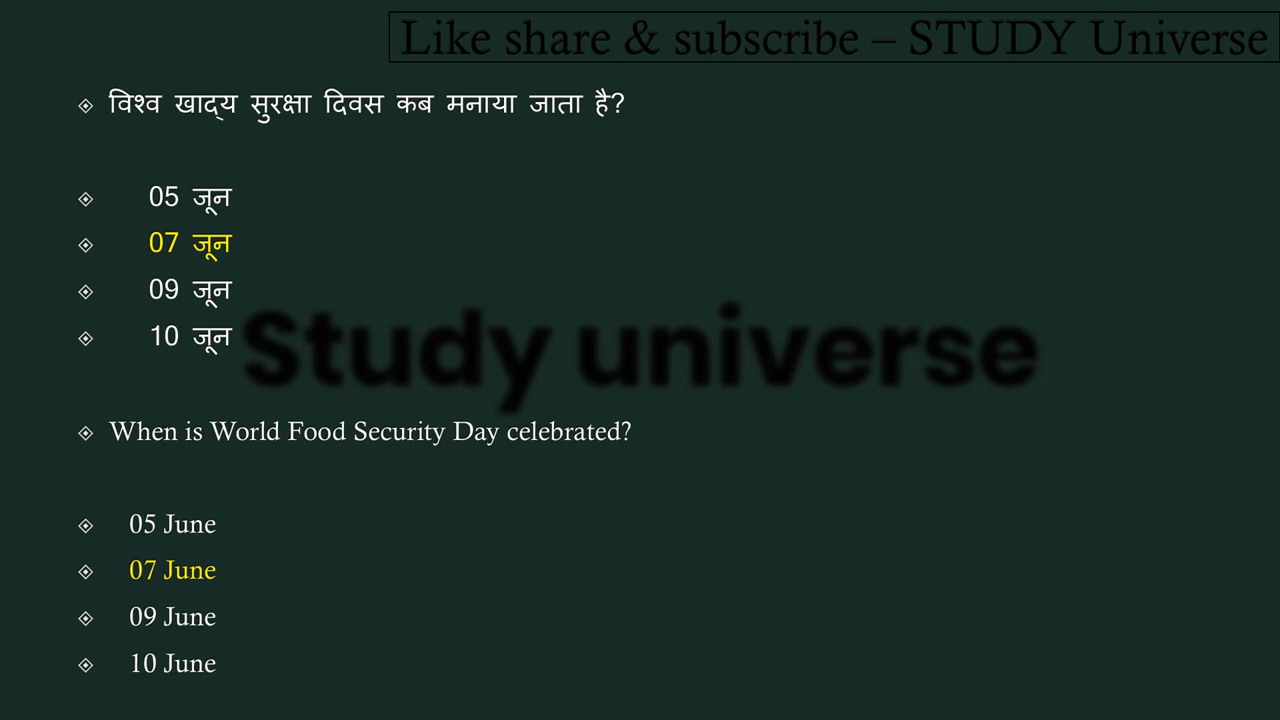 Like share & subscribe – STUDY Universe
विश्व खाद्य सुरक्षा दिवस कब मनाया जाता है?
05 जून
07 जून
09 जून
10 जून
Study universe
When is World Food Security Day celebrated?
05 June
07 June
09 June
10 June